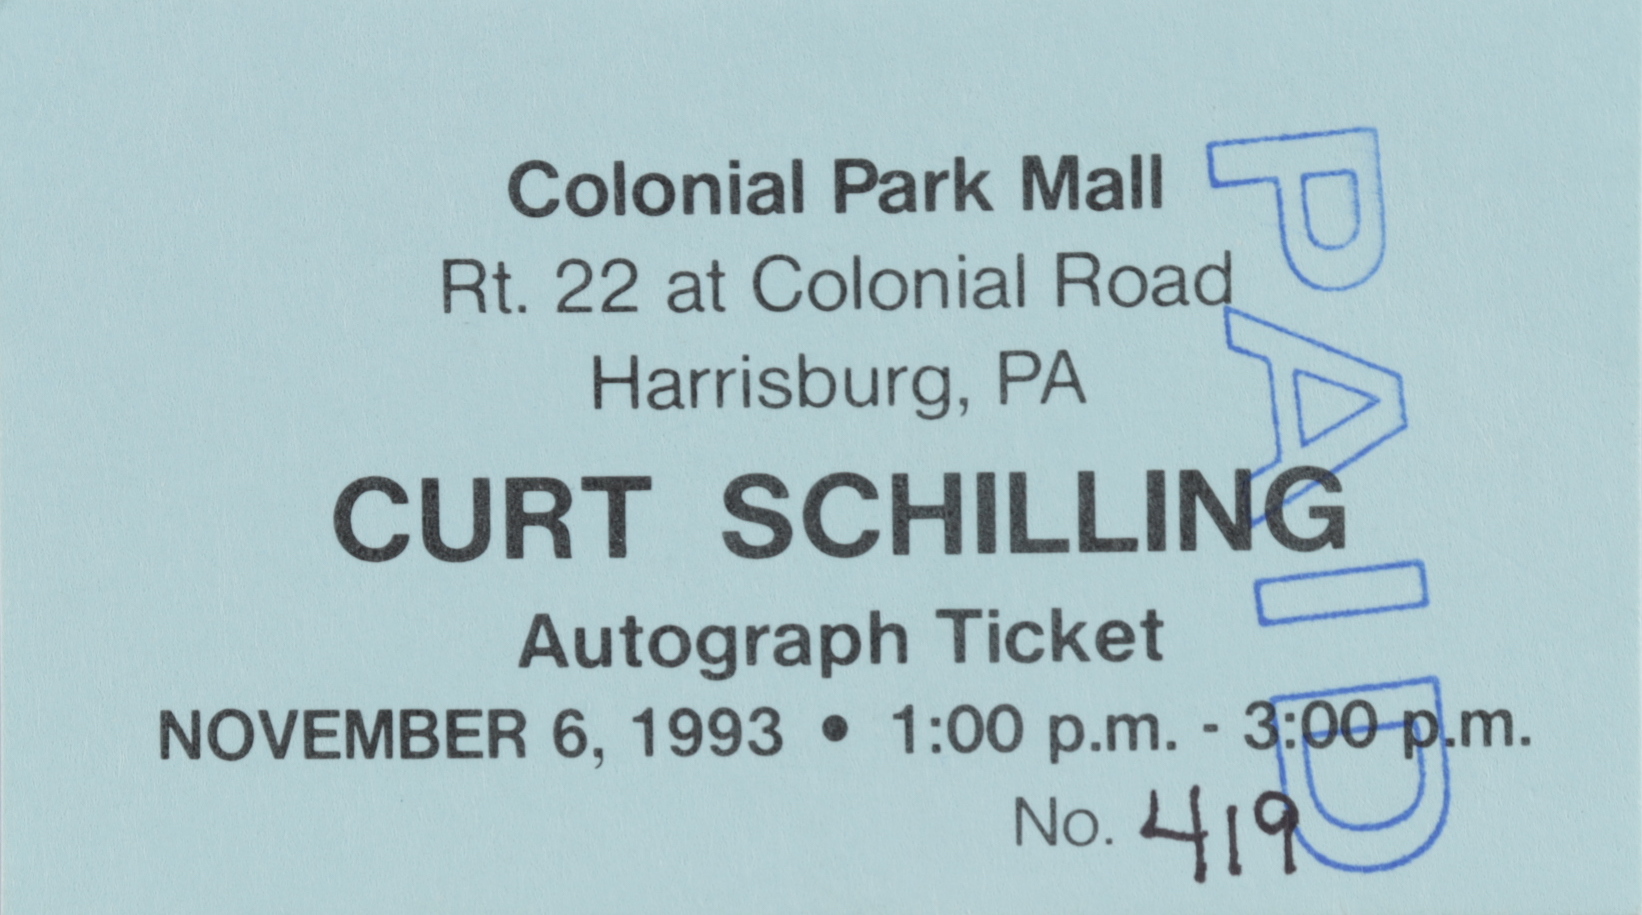 Colonial Park Mall
Rt. 22 at Colonial Road
Harrisburg, PA
CURT SCHILLING
Autograph Ticket
NOVEMBER 6, 1993 • 1:00 p.m. - 3:00 p.m.
No. 419
PAID